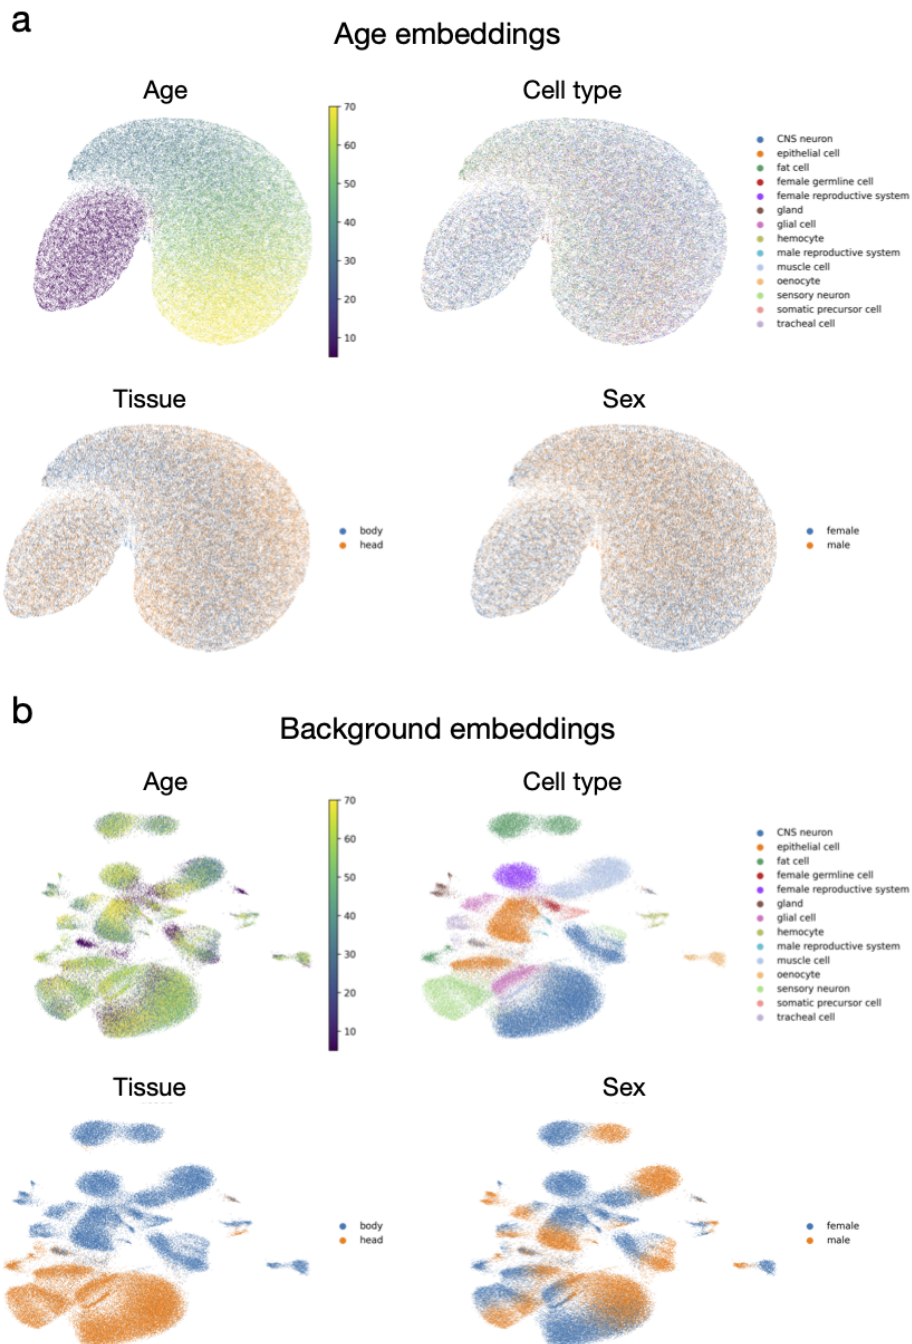 a
Age embeddings
Age
Cell type
70
60
50
40
30
20
10
CNS neuron
epithelial cell
fat cell
female germline cell
female reproductive system
gland
glial cell
hemocyte
male reproductive system
muscle cell
oenocyte
sensory neuron
somatic precursor cell
tracheal cell
Tissue
Sex
body
head
female
male
b
Background embeddings
Age
Cell type
70
60
50
40
30
20
10
CNS neuron
epithelial cell
fat cell
female germline cell
female reproductive system
gland
glial cell
hemocyte
male reproductive system
muscle cell
oenocyte
sensory neuron
somatic precursor cell
tracheal cell
Tissue
Sex
body
head
female
male